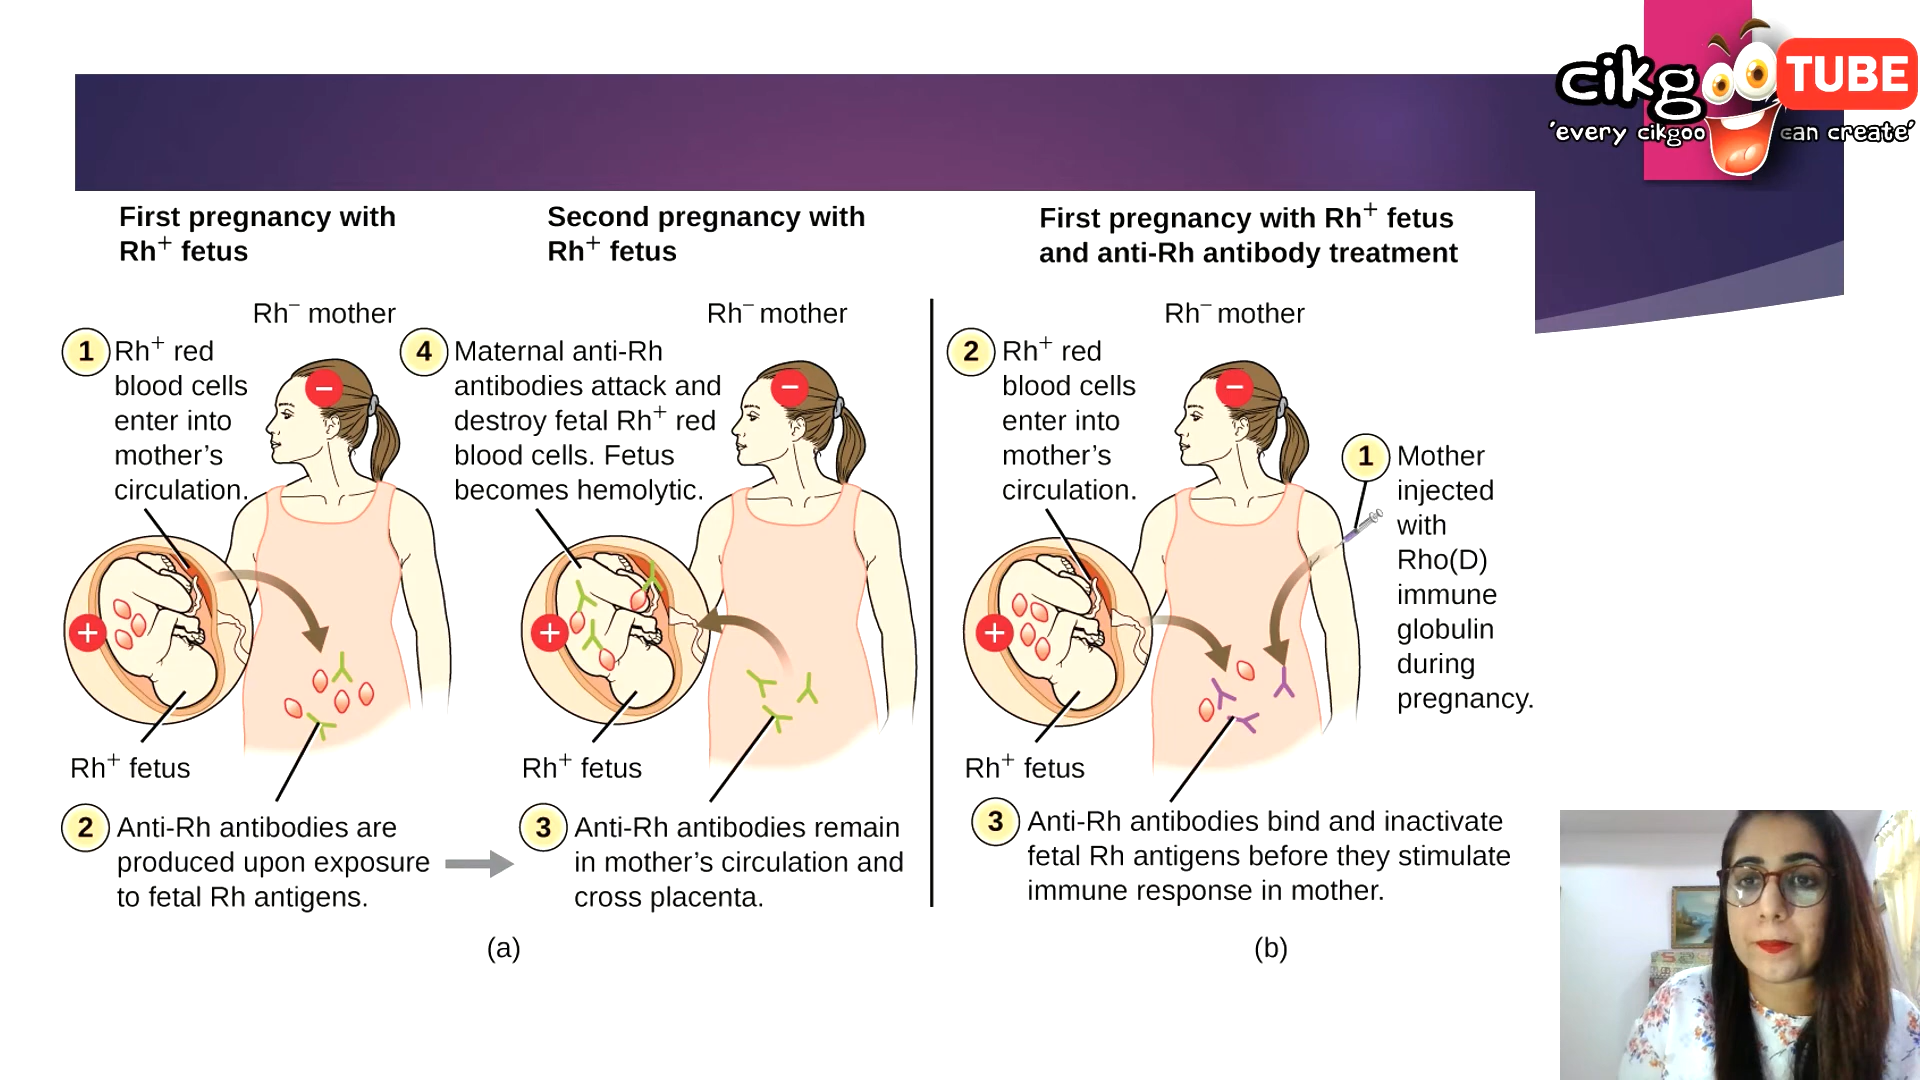 cikgoo TUBE
'every cikgoo can create'
First pregnancy with
Rh+ fetus
Rh– mother
1 Rh+ red
blood cells
enter into
mother's
circulation.
+
–
Rh+ fetus
2 Anti-Rh antibodies are
produced upon exposure
to fetal Rh antigens.
Second pregnancy with
Rh+ fetus
Rh– mother
4 Maternal anti-Rh
antibodies attack and
destroy fetal Rh+ red
blood cells. Fetus
becomes hemolytic.
+
–
Rh+ fetus
3 Anti-Rh antibodies remain
in mother's circulation and
cross placenta.
(a)
First pregnancy with Rh+ fetus
and anti-Rh antibody treatment
Rh– mother
2 Rh+ red
blood cells
enter into
mother's
circulation.
+
–
1 Mother
injected
with
Rho(D)
immune
globulin
during
pregnancy.
Rh+ fetus
3 Anti-Rh antibodies bind and inactivate
fetal Rh antigens before they stimulate
immune response in mother.
(b)